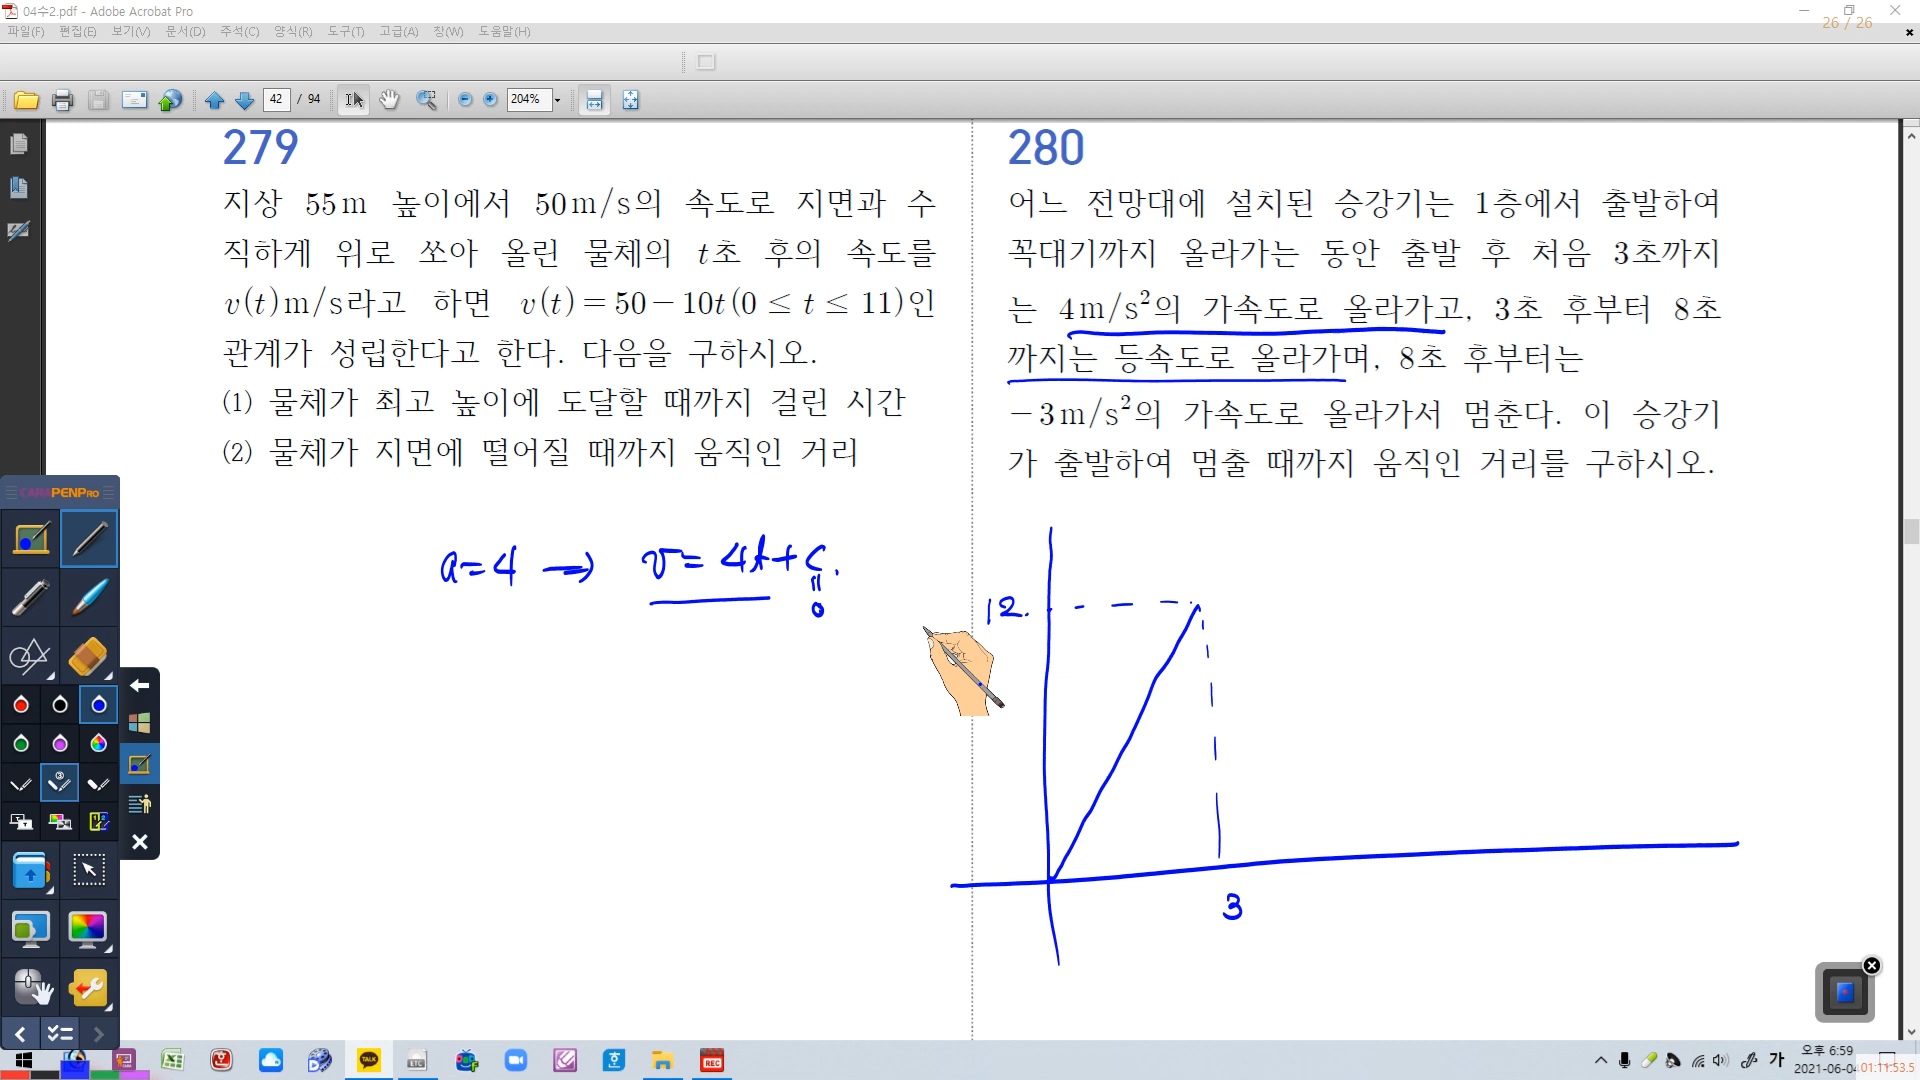 04수2.pdf - Adobe Acrobat Pro
26 / 26
파일(F) 편집(E) 보기(V) 문서(D) 주석(C) 양식(R) 도구(T) 고급(A) 창(W) 도움말(H)
42 / 94 204%
279
지상 55m 높이에서 50m/s의 속도로 지면과 수
직하게 위로 쏘아 올린 물체의 t초 후의 속도를
v(t)m/s라고 하면 v(t)=50-10t(0≤t≤11)인
관계가 성립한다고 한다. 다음을 구하시오.
(1) 물체가 최고 높이에 도달할 때까지 걸린 시간
(2) 물체가 지면에 떨어질 때까지 움직인 거리
a=4 → v=4t+C.
=
0
280
어느 전망대에 설치된 승강기는 1층에서 출발하여
꼭대기까지 올라가는 동안 출발 후 처음 3초까지
는 4m/s²의 가속도로 올라가고, 3초 후부터 8초
까지는 등속도로 올라가며, 8초 후부터는
-3m/s²의 가속도로 올라가서 멈춘다. 이 승강기
가 출발하여 멈출 때까지 움직인 거리를 구하시오.
12.
3
CARAPENPRO
③
TALK
ETC
REC
가
오후 6:59
2021-06-04
01:11:53.5